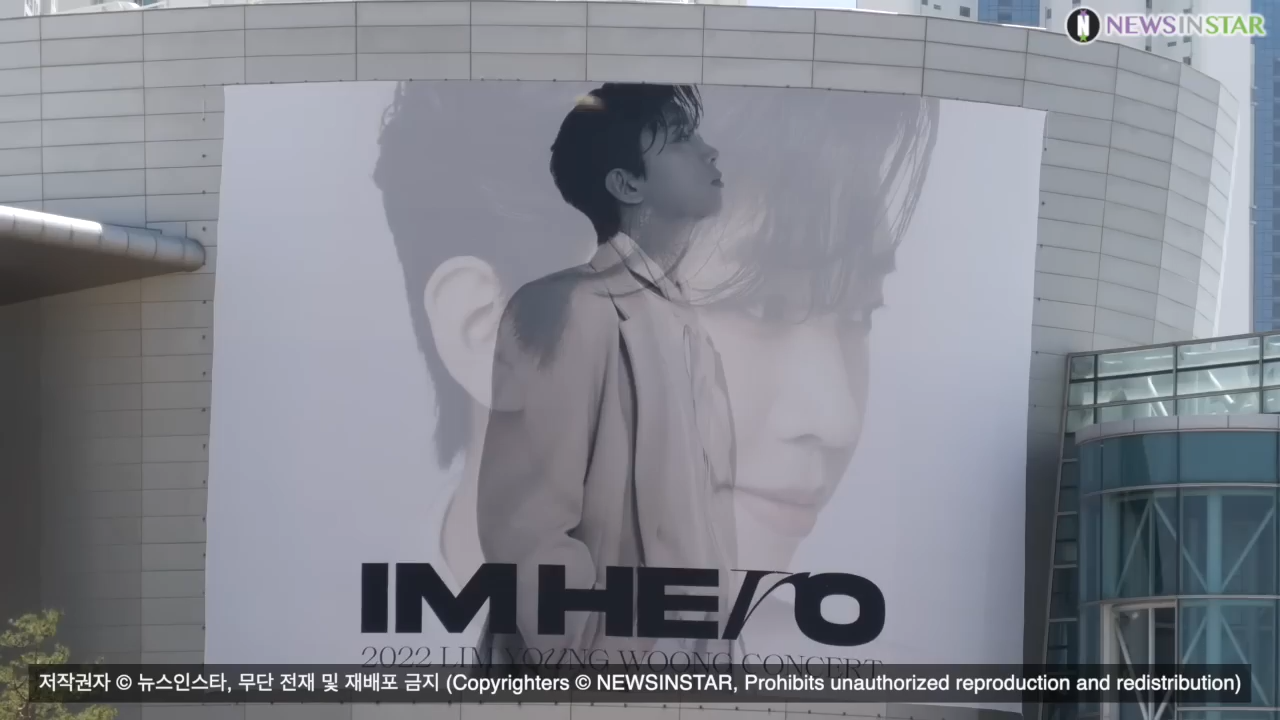 NEWSINSTAR
IM HErO
2022 LIM YOUNG WOONG CONCERT
저작권자 © 뉴스인스타, 무단 전재 및 재배포 금지 (Copyrighters © NEWSINSTAR, Prohibits unauthorized reproduction and redistribution)